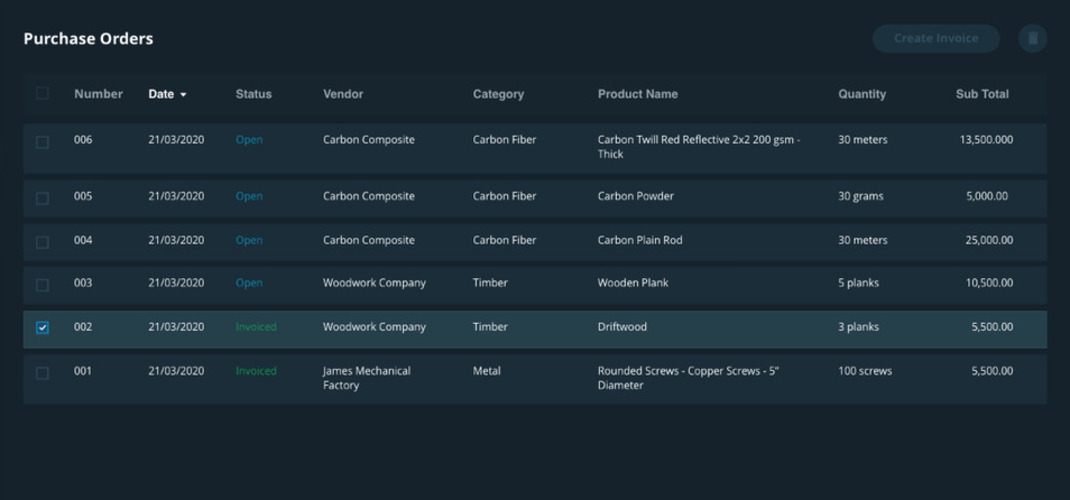 Purchase Orders
Create Invoice
Number Date Status Vendor Category Product Name Quantity Sub Total
006 21/03/2020 Open Carbon Composite Carbon Fiber Carbon Twill Red Reflective 2x2 200 gsm - 30 meters 13,500.000
Thick
005 21/03/2020 Open Carbon Composite Carbon Fiber Carbon Powder 30 grams 5,000.00
004 21/03/2020 Open Carbon Composite Carbon Fiber Carbon Plain Rod 30 meters 25,000.00
003 21/03/2020 Open Woodwork Company Timber Wooden Plank 5 planks 10,500.00
002 21/03/2020 Invoiced Woodwork Company Timber Driftwood 3 planks 5,500.00
001 21/03/2020 Invoiced James Mechanical Metal Rounded Screws - Copper Screws - 5" 100 screws 5,500.00
Factory Diameter